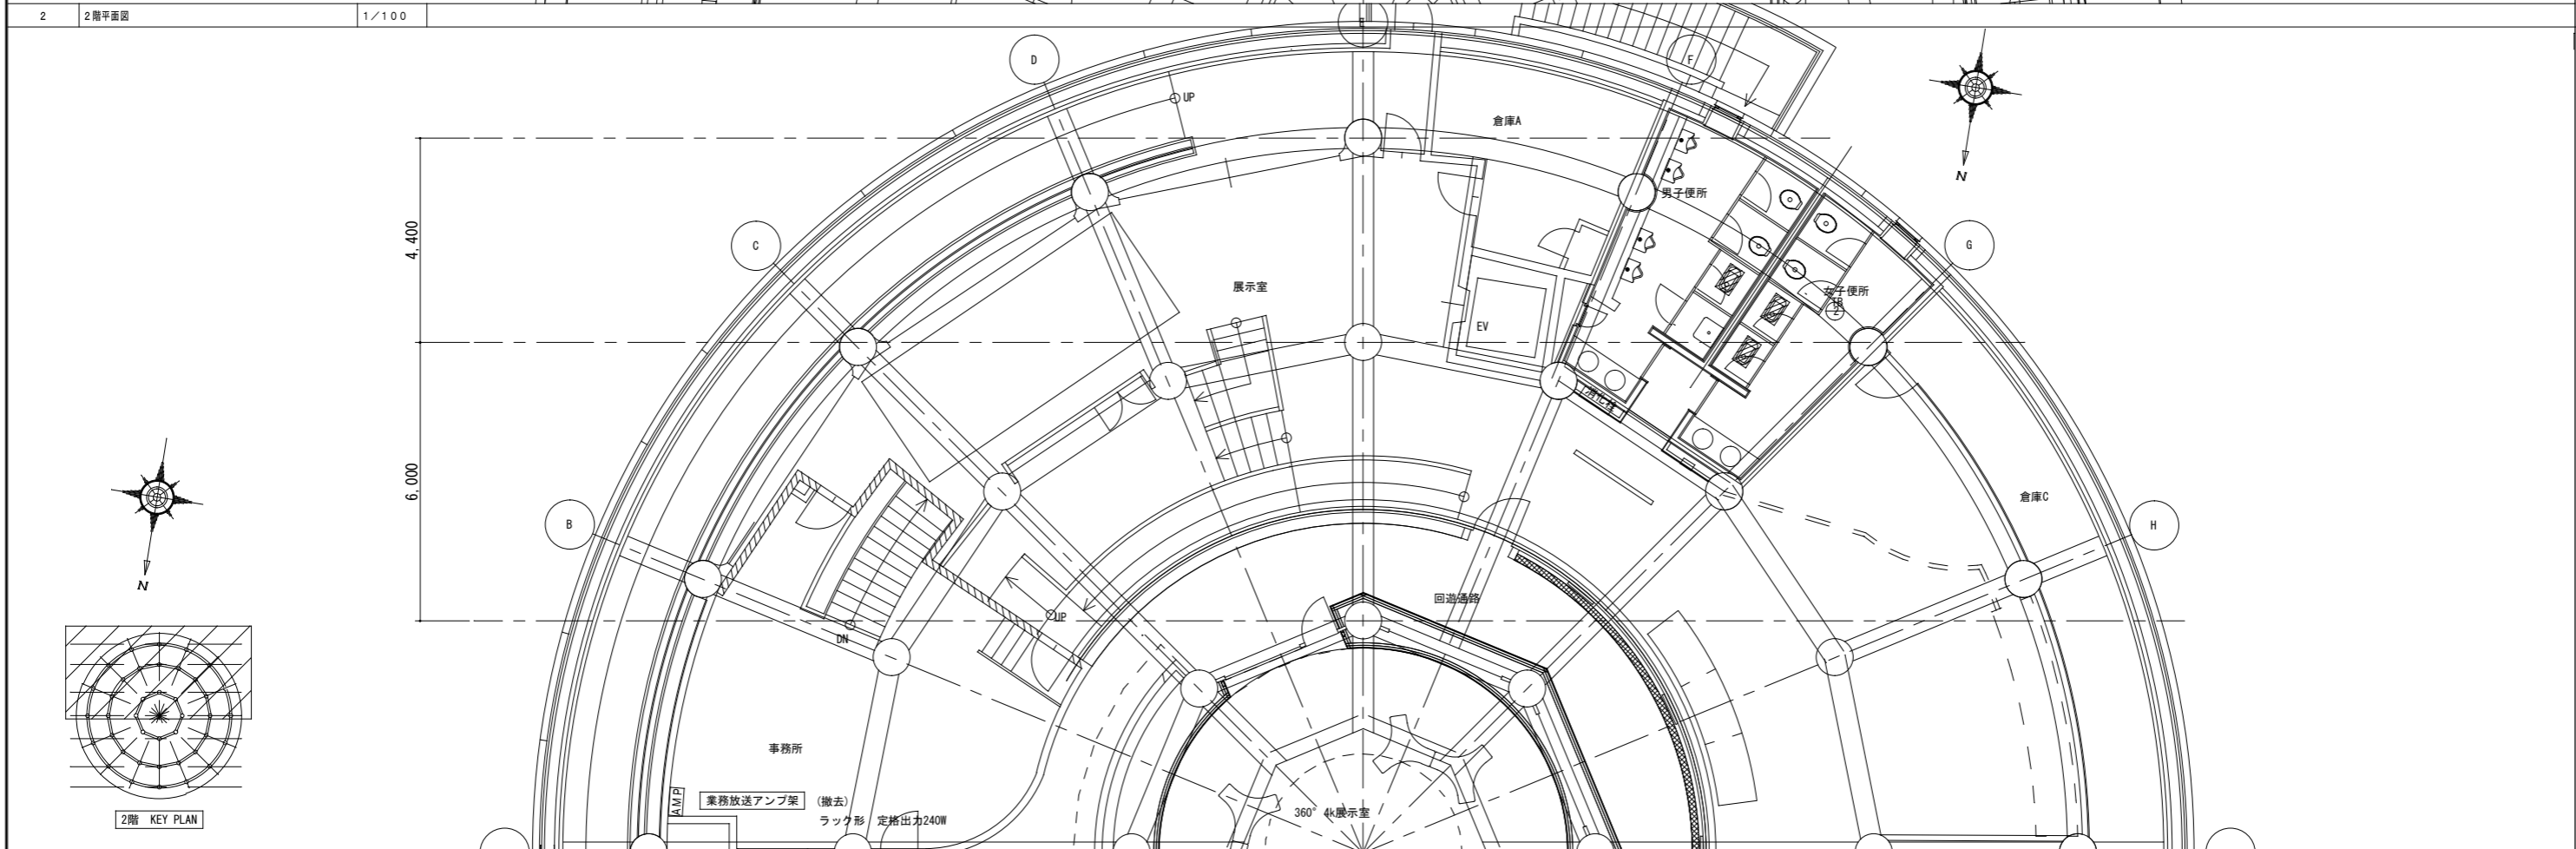 2 2階平面図 1/100
E
D
F
UP
倉庫A
N
男子便所
4,400
C
G
展示室
女子便所
TB
2
EV
消火栓
6,000
倉庫C
B
H
N
回遊通路
UP
DN
事務所
AMP
業務放送アンプ架 (撤去)
ラック形 定格出力240W
360° 4k展示室
2階 KEY PLAN